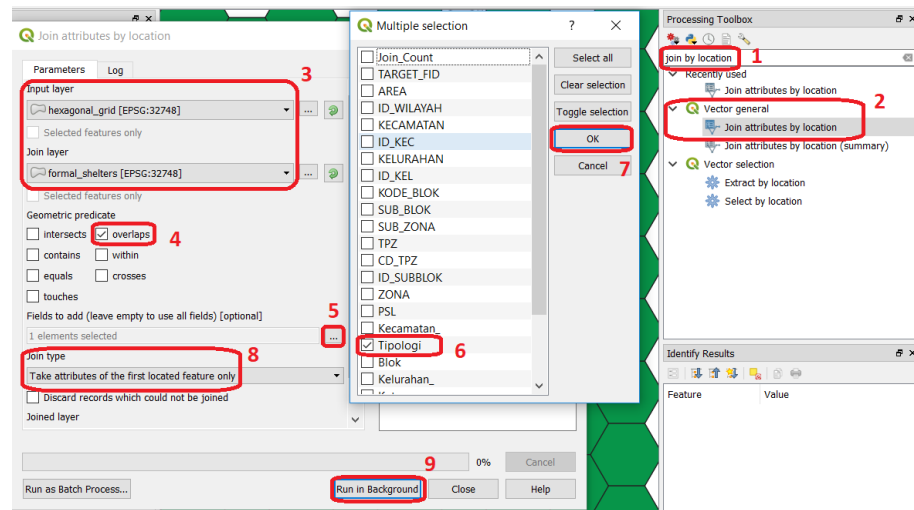 Join attributes by location
Parameters
Log
3
Input layer
hexagonal_grid [EPSG:32748]
...
Selected features only
Join layer
formal_shelters [EPSG:32748]
...
Selected features only
Geometric predicate
intersects
overlaps
4
contains
within
equals
crosses
touches
Fields to add (leave empty to use all fields) [optional]
5
1 elements selected
...
Join type
8
Take attributes of the first located feature only
Discard records which could not be joined
Joined layer
0%
Cancel
9
Run as Batch Process...
Run in Background
Close
Help
Multiple selection
?
Join_Count
TARGET_FID
AREA
ID_WILAYAH
KECAMATAN
ID_KEC
KELURAHAN
ID_KEL
KODE_BLOK
SUB_BLOK
SUB_ZONA
TPZ
CD_TPZ
ID_SUBBLOK
ZONA
PSL
Kecamatan_
Tipologi
6
Blok
Kelurahan_
Select all
Clear selection
Toggle selection
OK
Cancel
7
Processing Toolbox
join by location
1
Recently used
Join attributes by location
2
Vector general
Join attributes by location
Join attributes by location (summary)
Vector selection
Extract by location
Select by location
Identify Results
Feature
Value